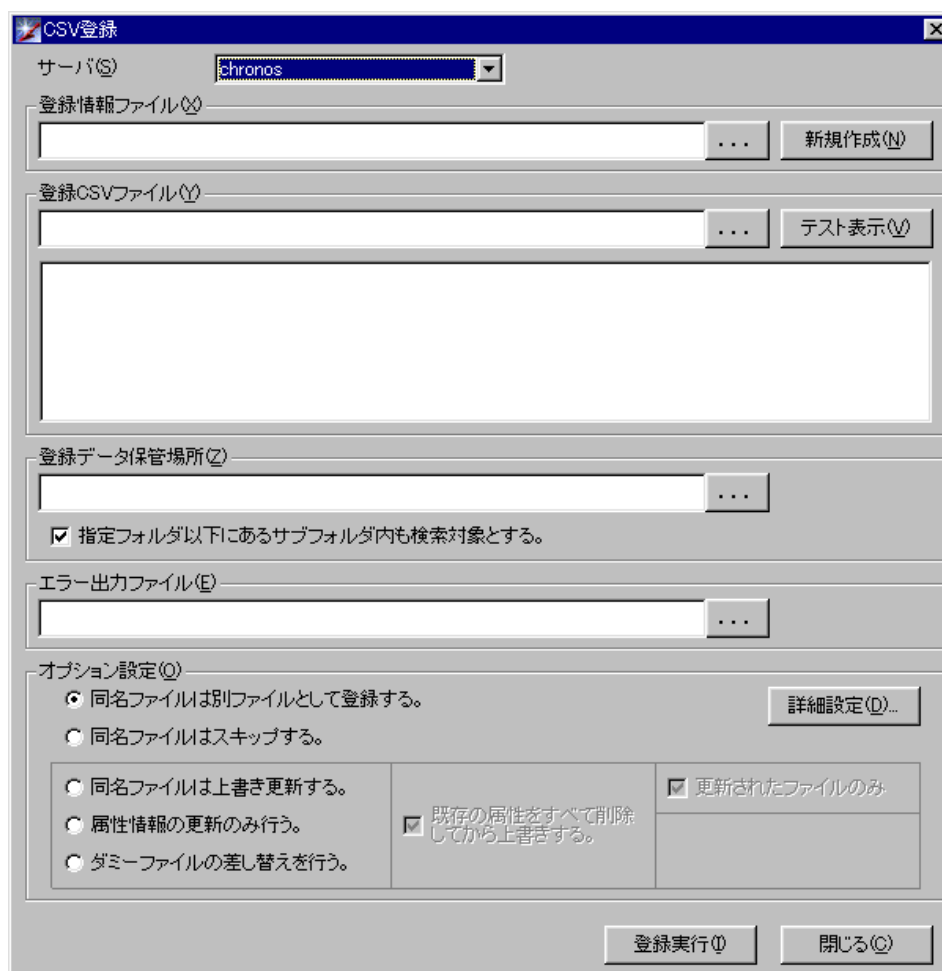 CSV登録
サーバ(S) chronos
登録情報ファイル(X)
... 新規作成(N)
登録CSVファイル(Y)
... テスト表示(V)
登録データ保管場所(Z)
...
指定フォルダ以下にあるサブフォルダ内も検索対象とする。
エラー出力ファイル(E)
...
オプション設定(O)
同名ファイルは別ファイルとして登録する。
詳細設定(D)...
同名ファイルはスキップする。
同名ファイルは上書き更新する。
属性情報の更新のみ行う。
ダミーファイルの差し替えを行う。
既存の属性をすべて削除
してから上書きする。
更新されたファイルのみ
登録実行(I) 閉じる(C)